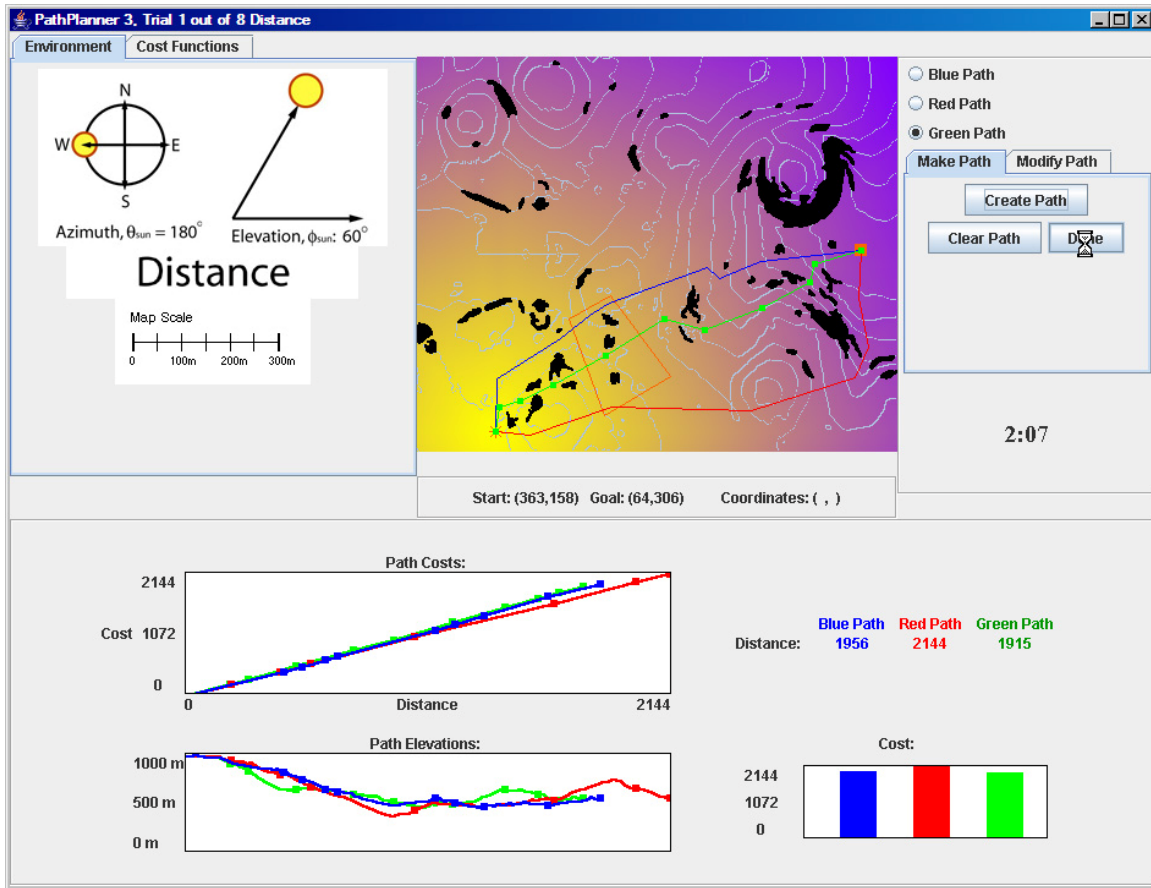 PathPlanner 3, Trial 1 out of 8 Distance
Environment
Cost Functions
N
W
E
S
Azimuth, θsun = 180°
Elevation, ϕsun: 60°
Distance
Map Scale
0 100m 200m 300m
Blue Path
Red Path
Green Path
Make Path
Modify Path
Create Path
Clear Path
Done
2:07
Start: (363,158) Goal: (64,306) Coordinates: ( , )
Path Costs:
2144
Cost 1072
0
0 Distance 2144
Blue Path Red Path Green Path
Distance: 1956 2144 1915
Path Elevations:
1000 m
500 m
0 m
Cost:
2144
1072
0